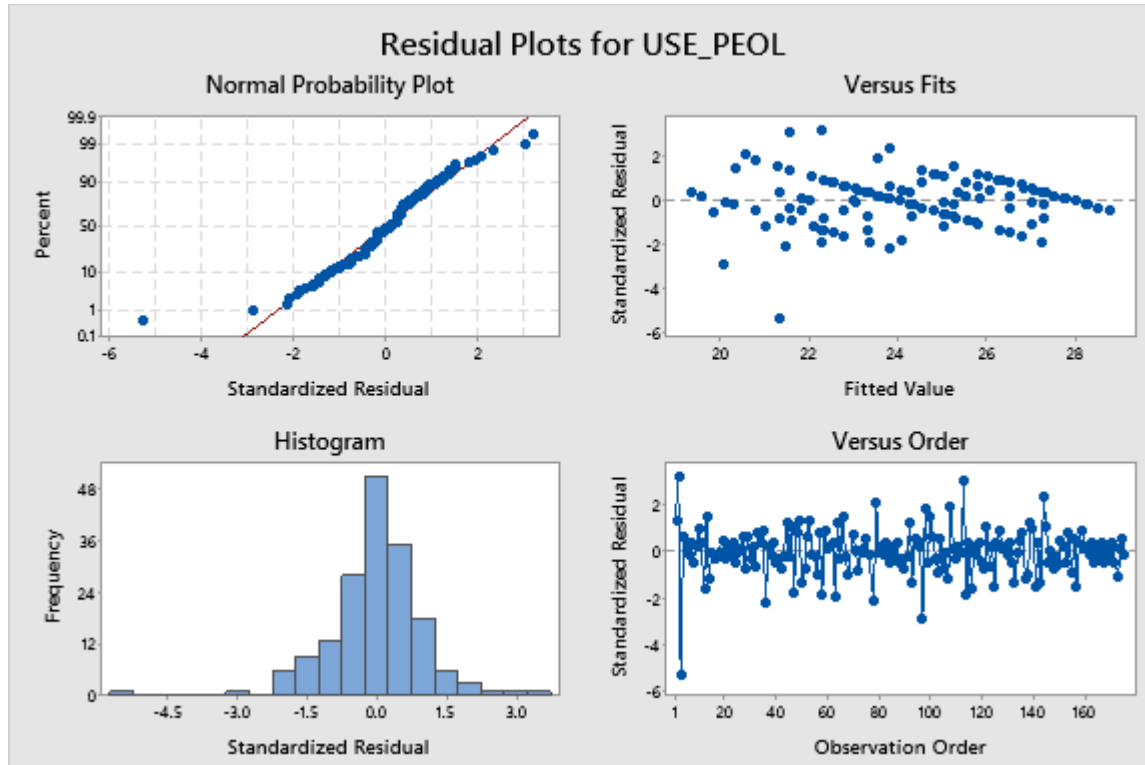 Residual Plots for USE_PEOL
Normal Probability Plot
99.9
99
90
50
10
1
0.1
Percent
-6 -4 -2 0 2
Standardized Residual
Versus Fits
2
0
-2
-4
-6
Standardized Residual
20 22 24 26 28
Fitted Value
Histogram
48
36
24
12
0
Frequency
-4.5 -3.0 -1.5 0.0 1.5 3.0
Standardized Residual
Versus Order
2
0
-2
-4
-6
Standardized Residual
1 20 40 60 80 100 120 140 160
Observation Order